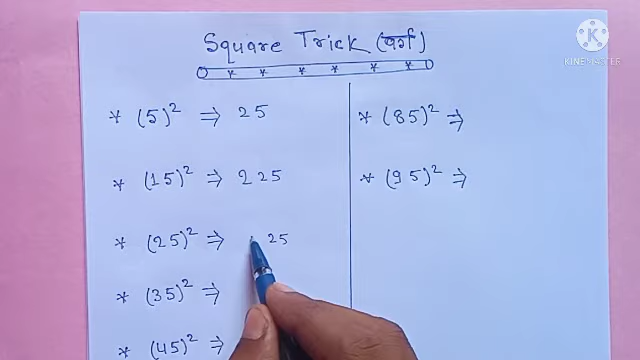 Square Trick (वर्ग)
* (5)² ⇒ 25
* (15)² ⇒ 225
* (25)² ⇒ 25
* (35)² ⇒
* (45)² ⇒
* (85)² ⇒
* (95)² ⇒
KINEMASTER